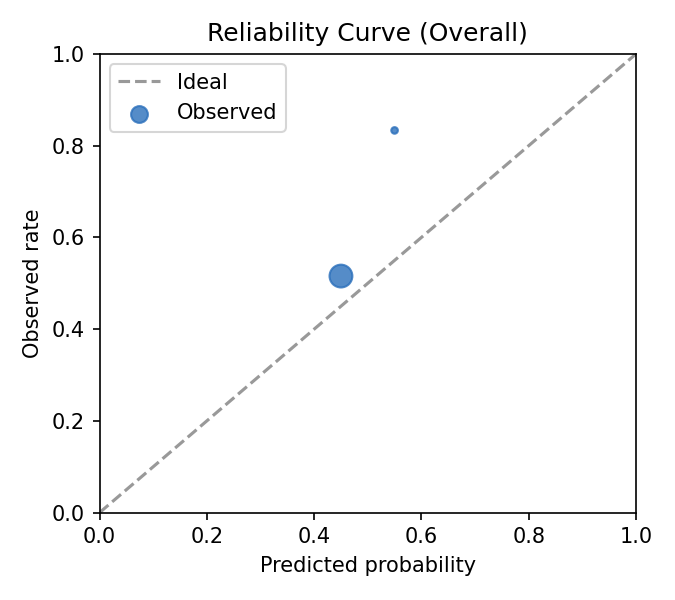 Reliability Curve (Overall)
Ideal
Observed
Observed rate
1.0
0.8
0.6
0.4
0.2
0.0
0.0 0.2 0.4 0.6 0.8 1.0
Predicted probability